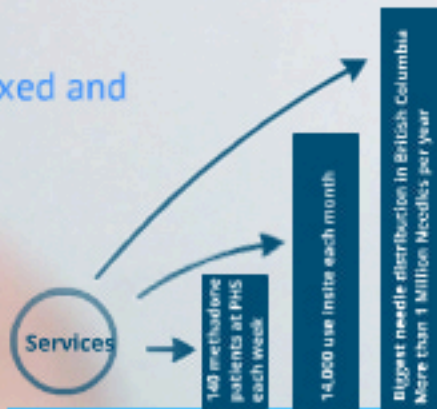 xed and
Services
140 methadone
patients at PHS
each week
14,000 use insite each month
Biggest needle distribution in British Columbia
More than 1 Million Needles per year